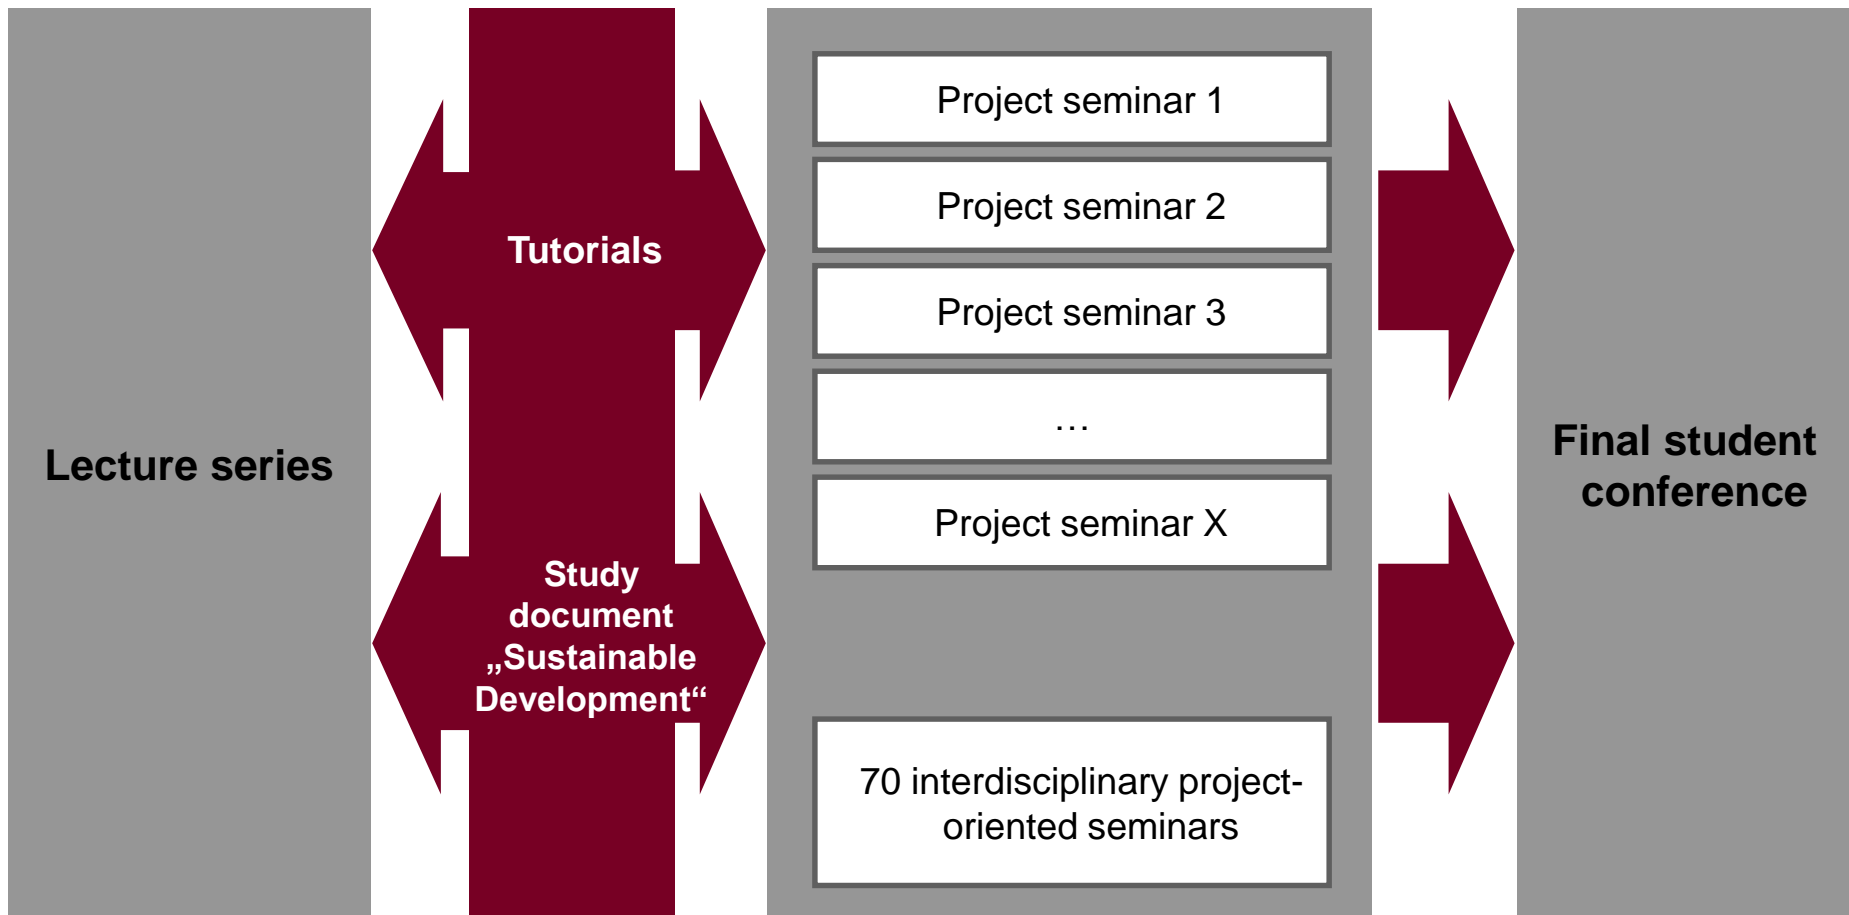 Lecture series
Tutorials
Study
document
„Sustainable
Development“
Project seminar 1
Project seminar 2
Project seminar 3
…
Project seminar X
70 interdisciplinary project-
oriented seminars
Final student
conference